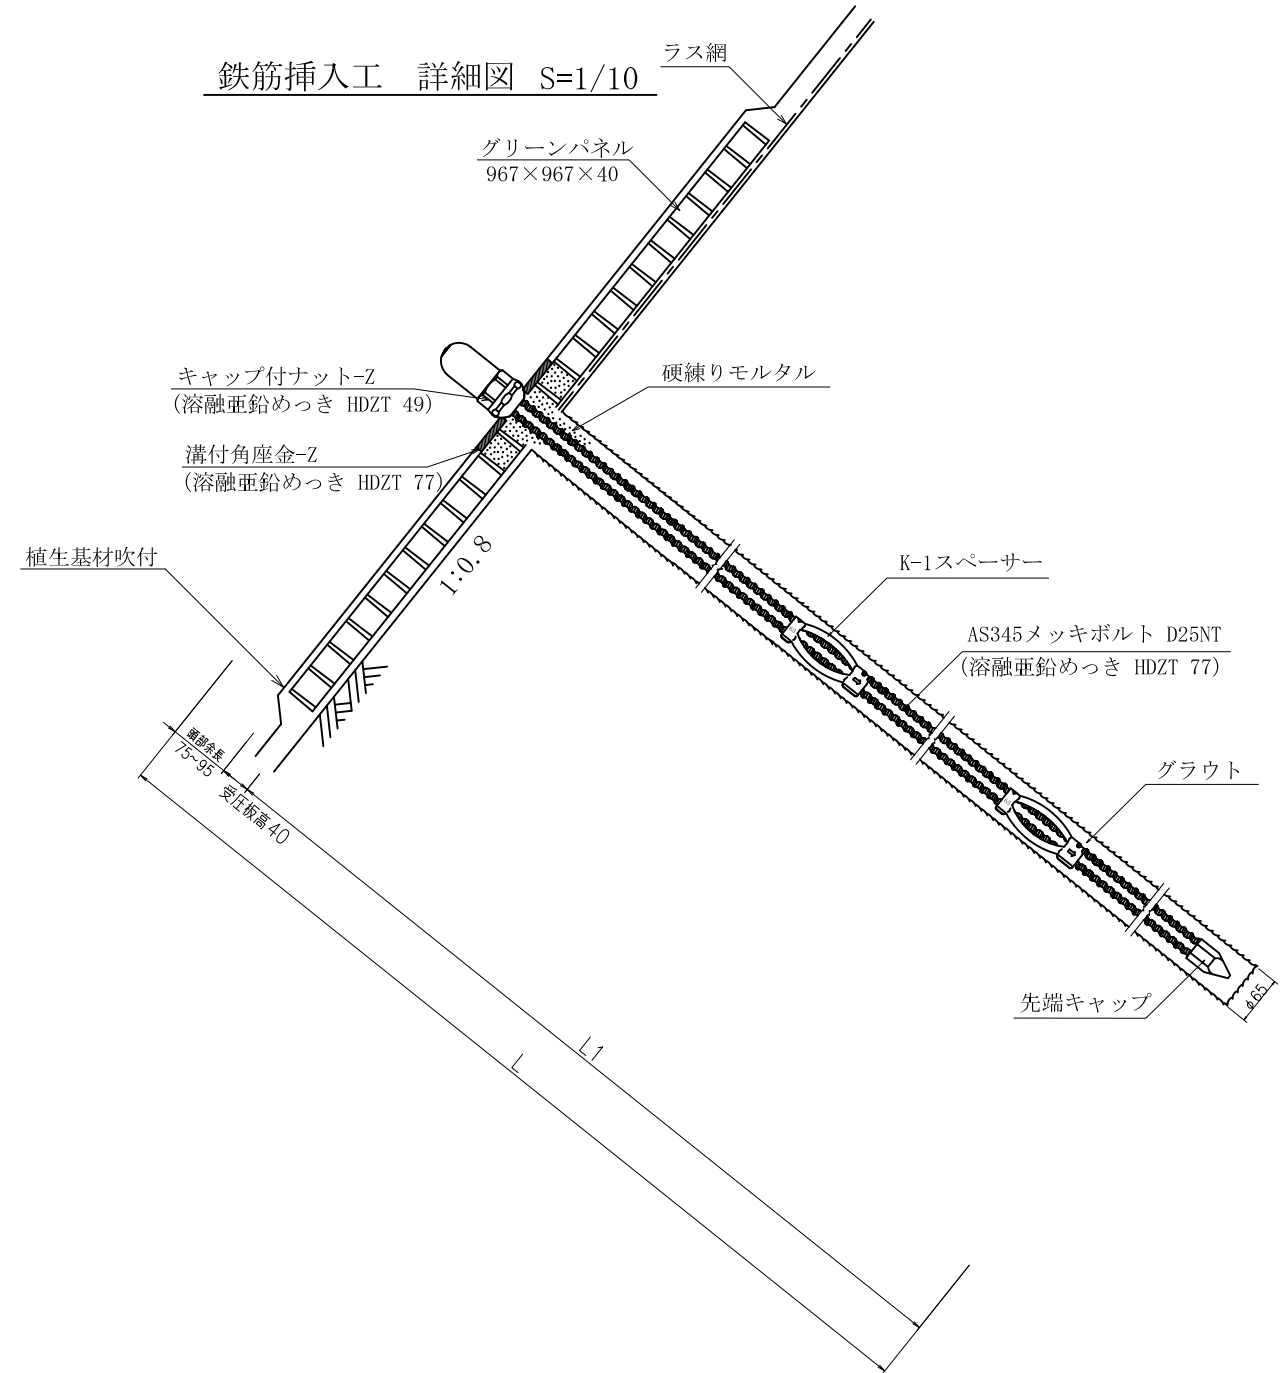 鉄筋挿入工　詳細図　S=1/10
ラス網
グリーンパネル
967×967×40
キャップ付ナット-Z
(溶融亜鉛めっき HDZT 49)
硬練りモルタル
溝付角座金-Z
(溶融亜鉛めっき HDZT 77)
植生基材吹付
1:0.8
K-1スペーサー
AS345メッキボルト D25NT
(溶融亜鉛めっき HDZT 77)
頭部余長
75~95
受圧板高40
グラウト
先端キャップ
φ65
L1
L